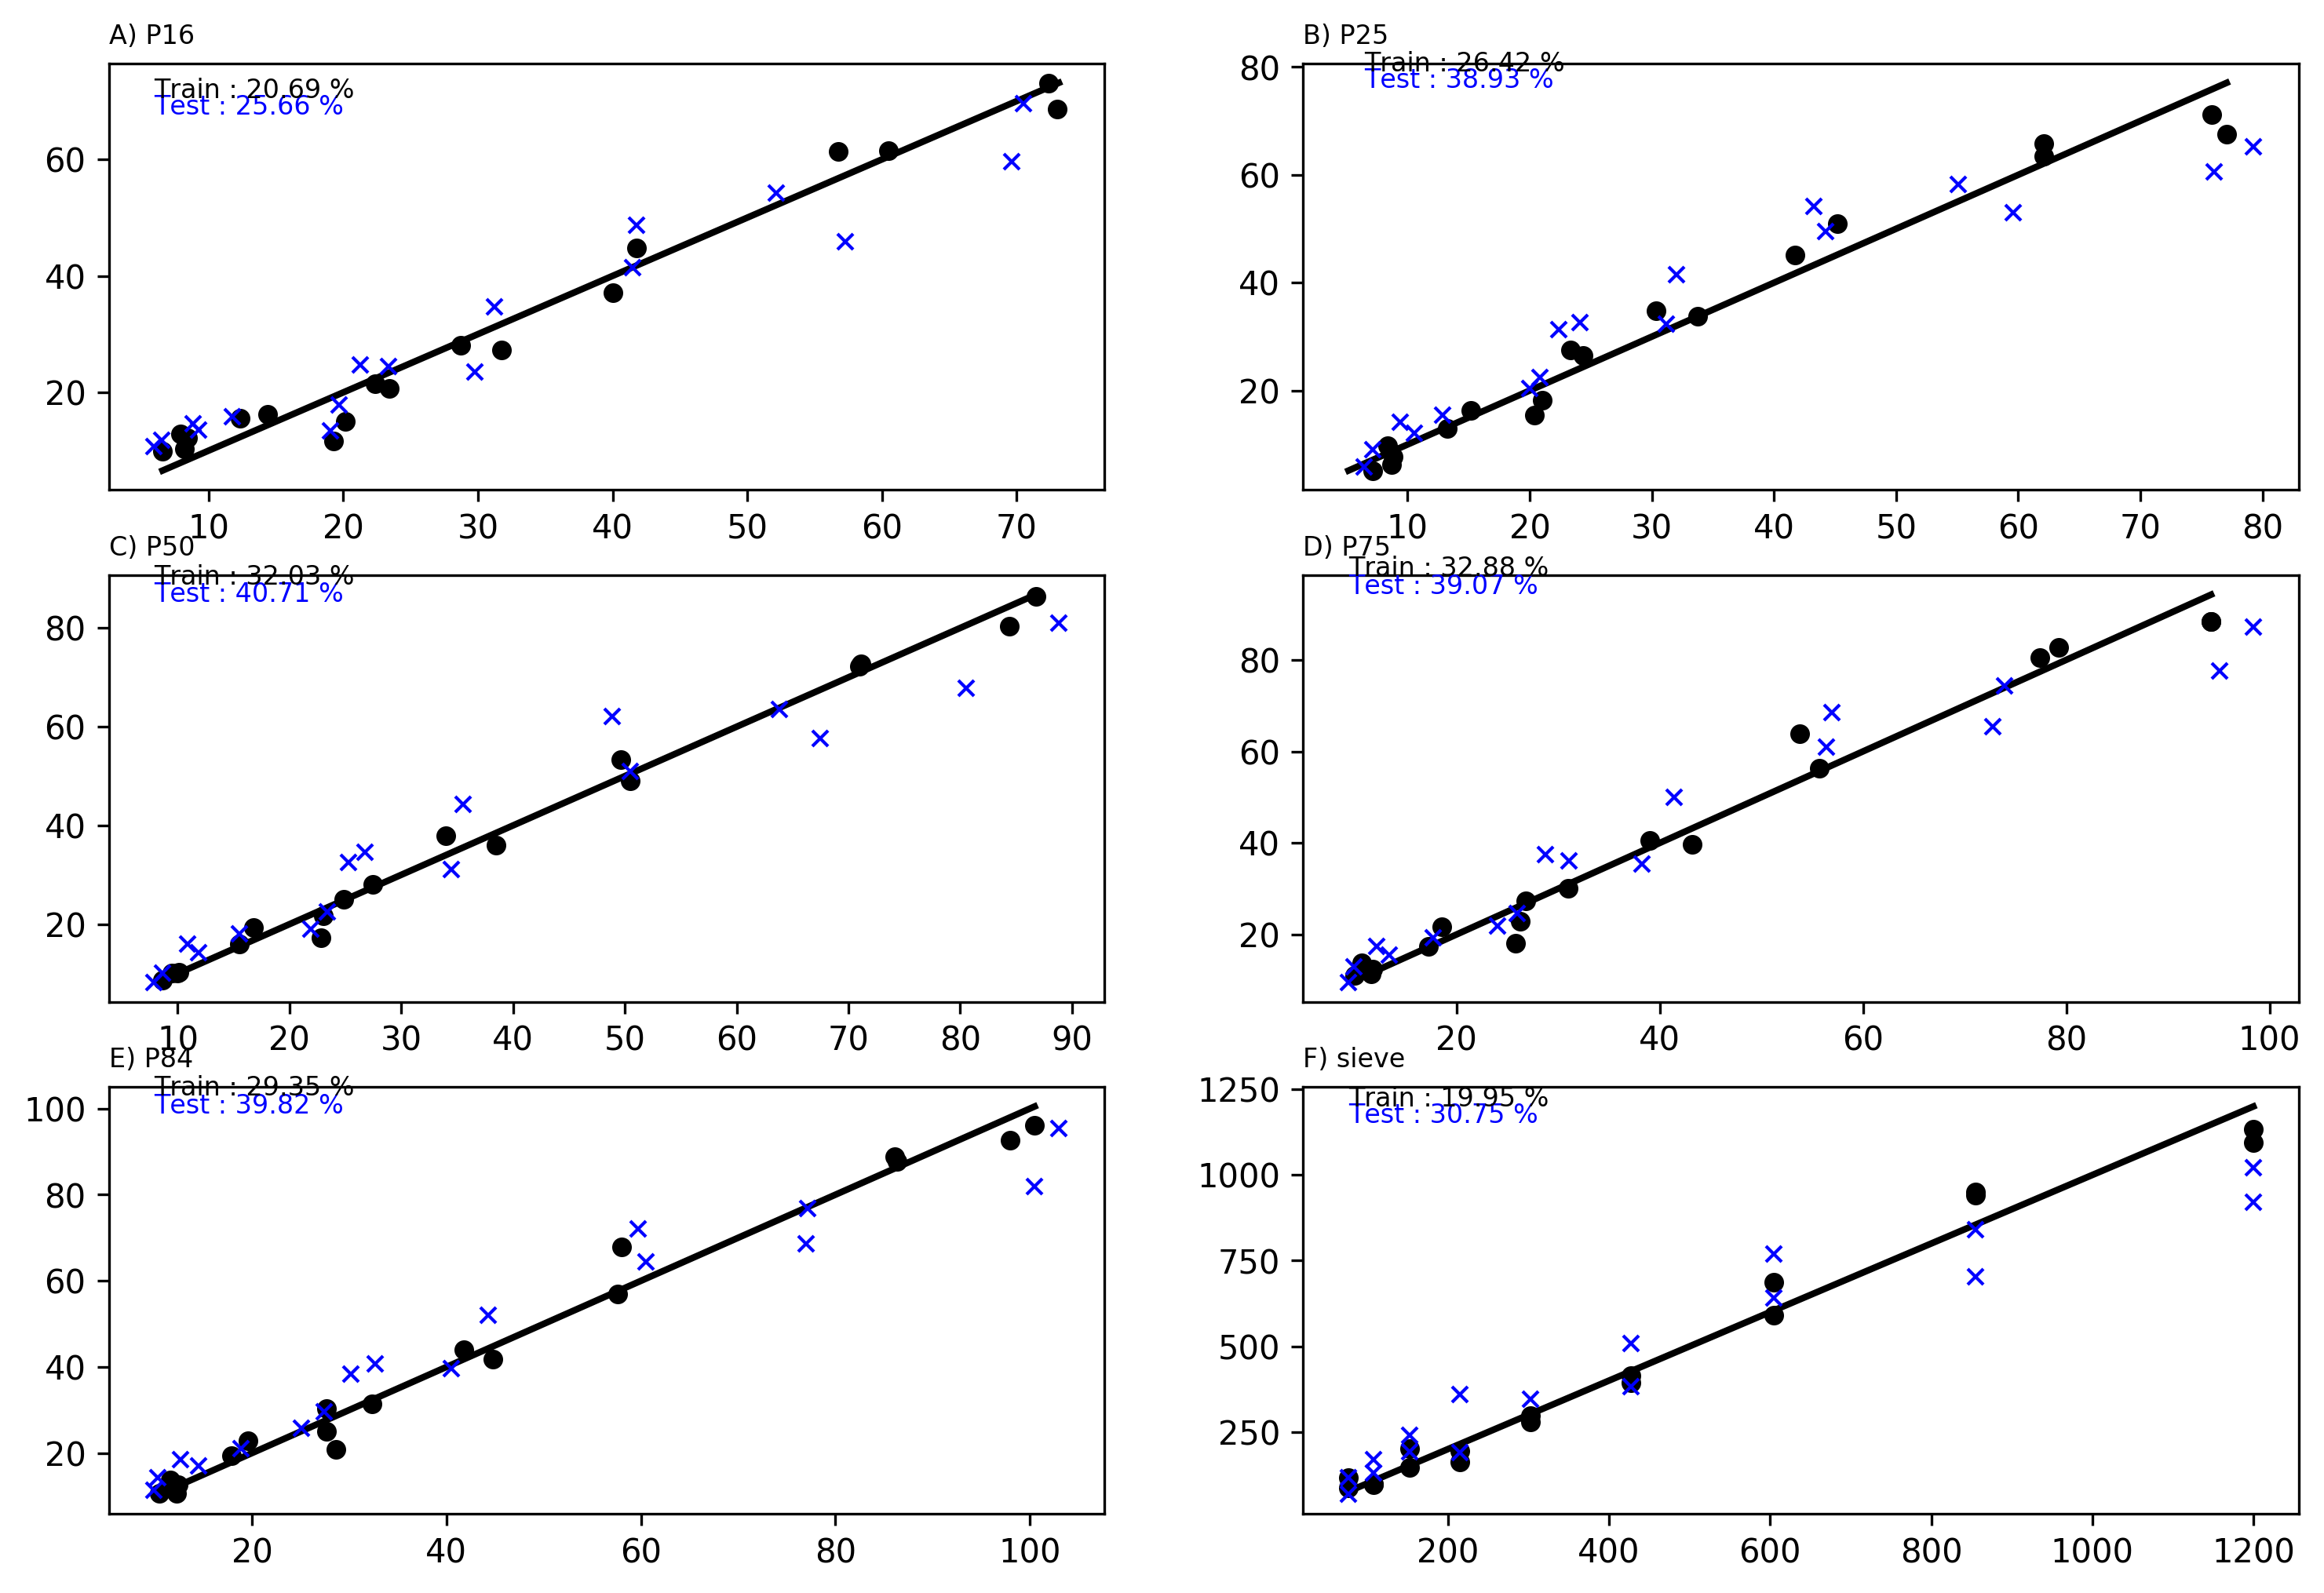 A) P16
Train : 20.69 %
Test : 25.66 %
60
40
20
10 20 30 40 50 60 70
B) P25
Train : 26.42 %
Test : 38.93 %
80
60
40
20
10 20 30 40 50 60 70 80
C) P50
Train : 32.03 %
Test : 40.71 %
80
60
40
20
10 20 30 40 50 60 70 80 90
D) P75
Train : 32.88 %
Test : 39.07 %
80
60
40
20
20 40 60 80 100
E) P84
Train : 29.35 %
Test : 39.82 %
100
80
60
40
20
20 40 60 80 100
F) sieve
Train : 19.95 %
Test : 30.75 %
1250
1000
750
500
250
200 400 600 800 1000 1200